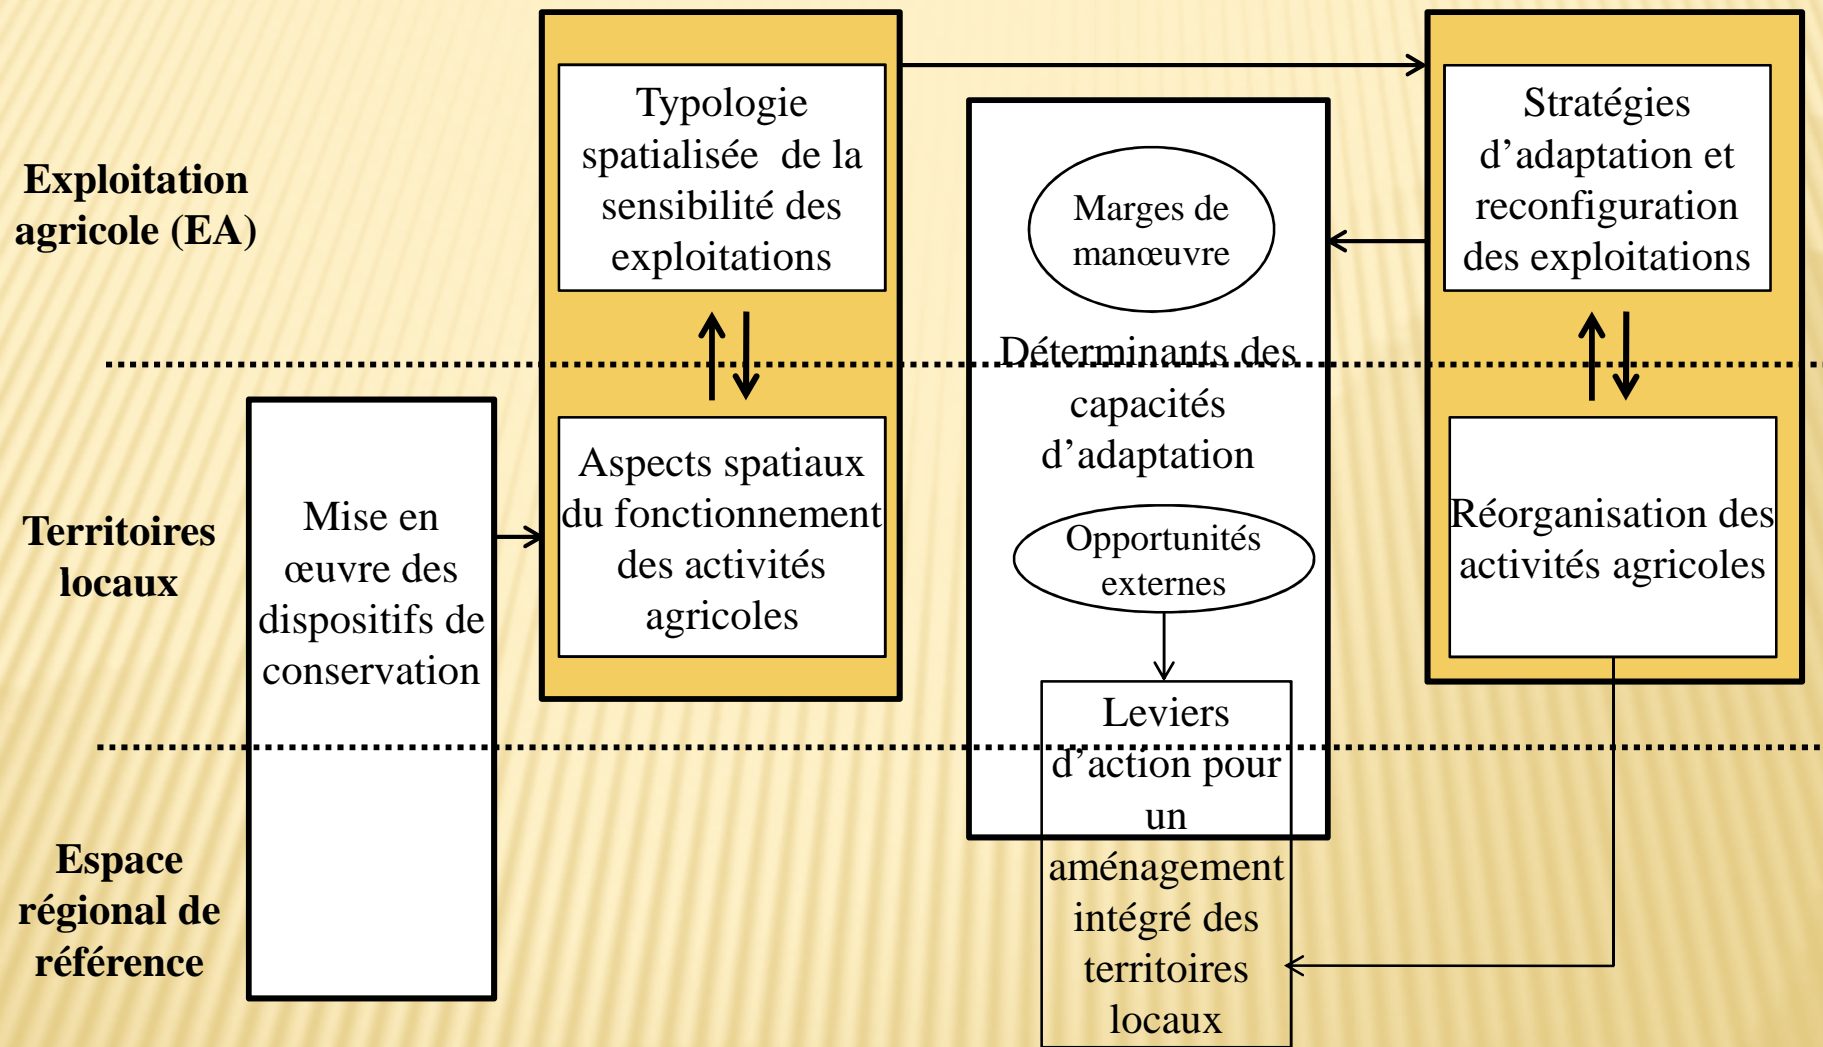 Exploitation
agricole (EA)
Territoires
locaux
Espace
régional de
référence
Mise en
œuvre des
dispositifs de
conservation
Typologie
spatialisée de la
sensibilité des
exploitations
Aspects spatiaux
du fonctionnement
des activités
agricoles
Marges de
manœuvre
Déterminants des
capacités
d’adaptation
Opportunités
externes
Leviers
d’action pour
un
aménagement
intégré des
territoires
locaux
Stratégies
d’adaptation et
reconfiguration
des exploitations
Réorganisation des
activités agricoles